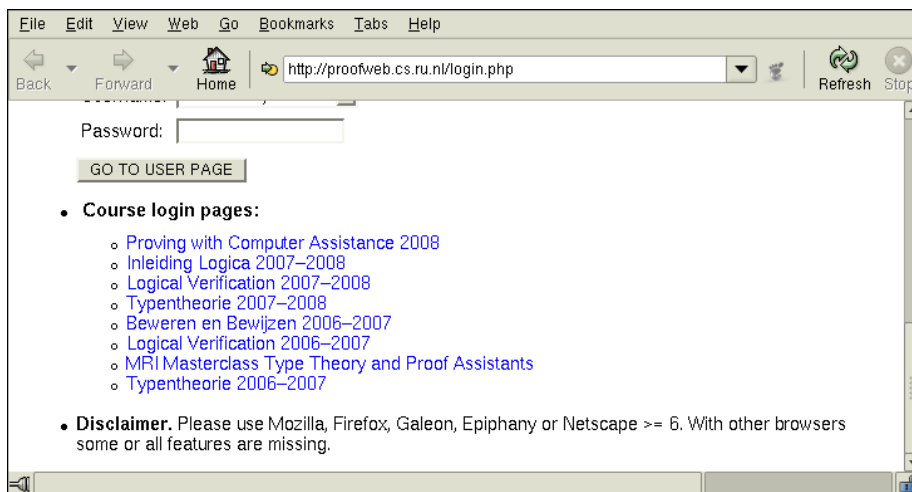 File Edit View Web Go Bookmarks Tabs Help
http://proofweb.cs.ru.nl/login.php
Back Forward Home Refresh Stop
Password:
GO TO USER PAGE
• Course login pages:
Proving with Computer Assistance 2008
Inleiding Logica 2007–2008
Logical Verification 2007–2008
Typentheorie 2007–2008
Beweren en Bewijzen 2006–2007
Logical Verification 2006–2007
MRI Masterclass Type Theory and Proof Assistants
Typentheorie 2006–2007
• Disclaimer. Please use Mozilla, Firefox, Galeon, Epiphany or Netscape >= 6. With other browsers
some or all features are missing.